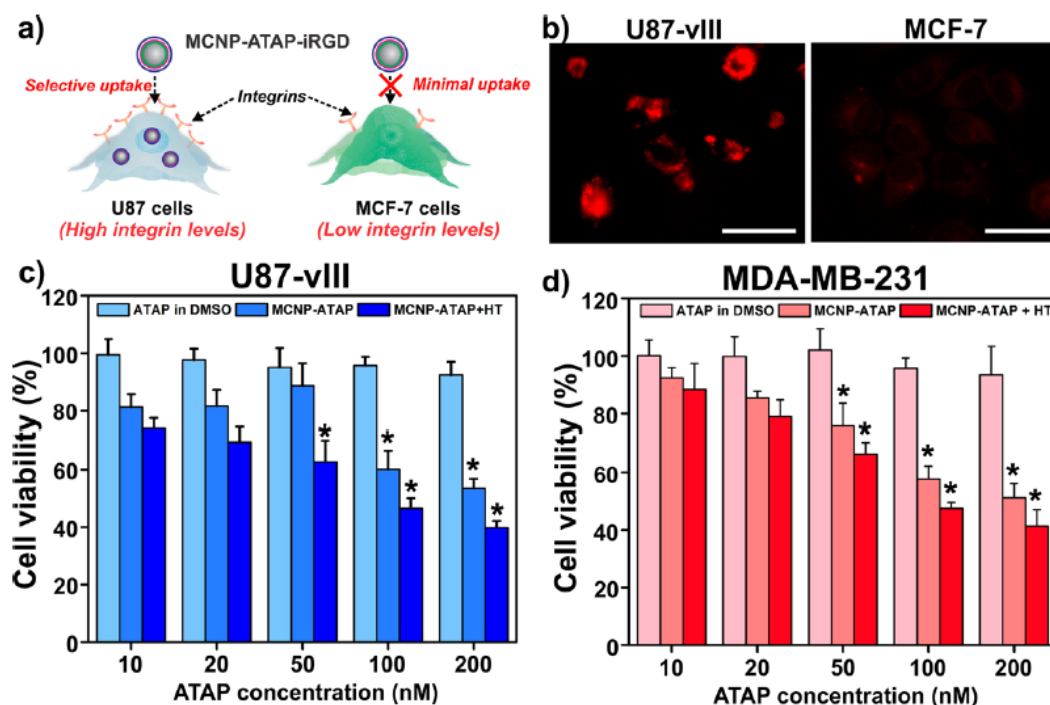 a)
MCNP-ATAP-iRGD
Selective uptake
Integrins
Minimal uptake
U87 cells
(High integrin levels)
MCF-7 cells
(Low integrin levels)
b)
U87-vIII
MCF-7
c)
U87-vIII
ATAP in DMSO
MCNP-ATAP
MCNP-ATAP+HT
Cell viability (%)
120
100
80
60
40
20
0
*
*
*
*
*
10
20
50
100
200
ATAP concentration (nM)
d)
MDA-MB-231
ATAP in DMSO
MCNP-ATAP
MCNP-ATAP + HT
Cell viability (%)
120
100
80
60
40
20
0
*
*
*
*
*
*
10
20
50
100
200
ATAP concentration (nM)